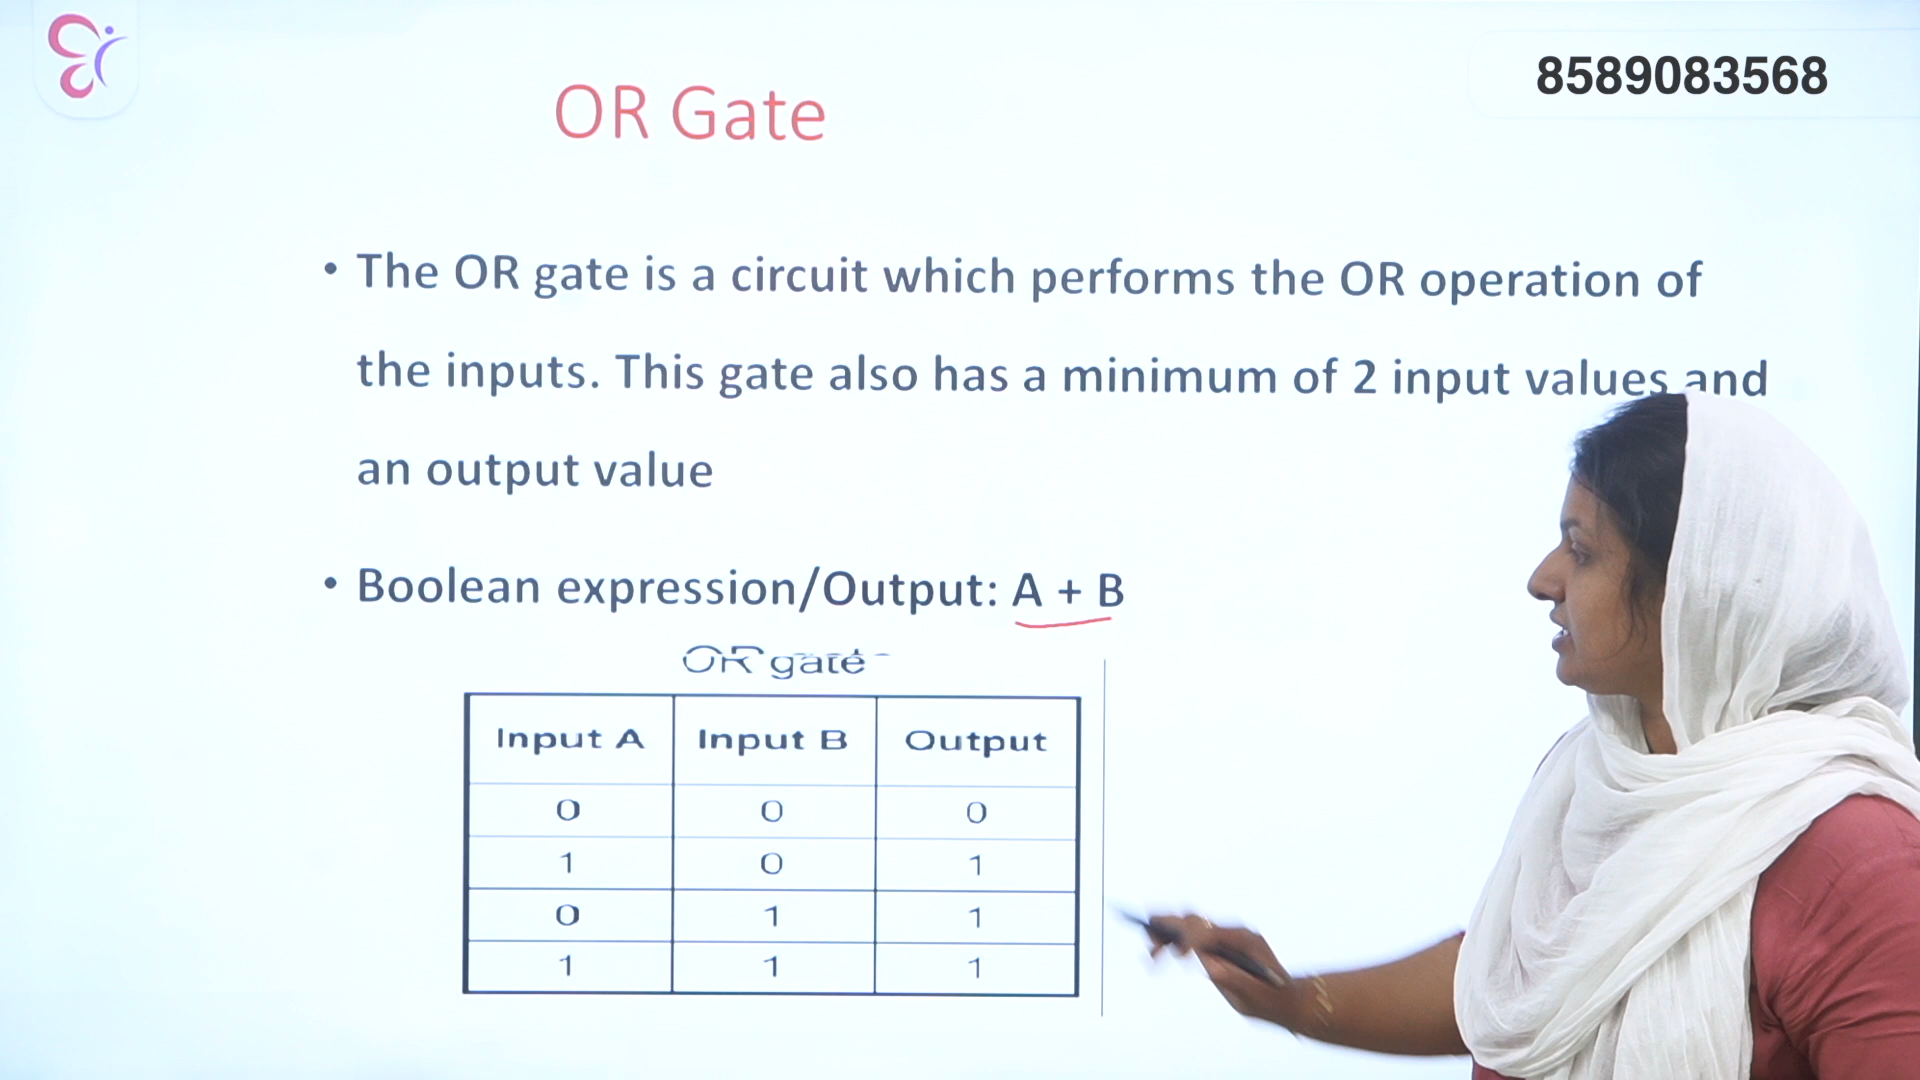 8589083568
OR Gate
• The OR gate is a circuit which performs the OR operation of
the inputs. This gate also has a minimum of 2 input values and
an output value
• Boolean expression/Output: A + B
OR gate
Input A Input B Output
0 0 0
1 0 1
0 1 1
1 1 1